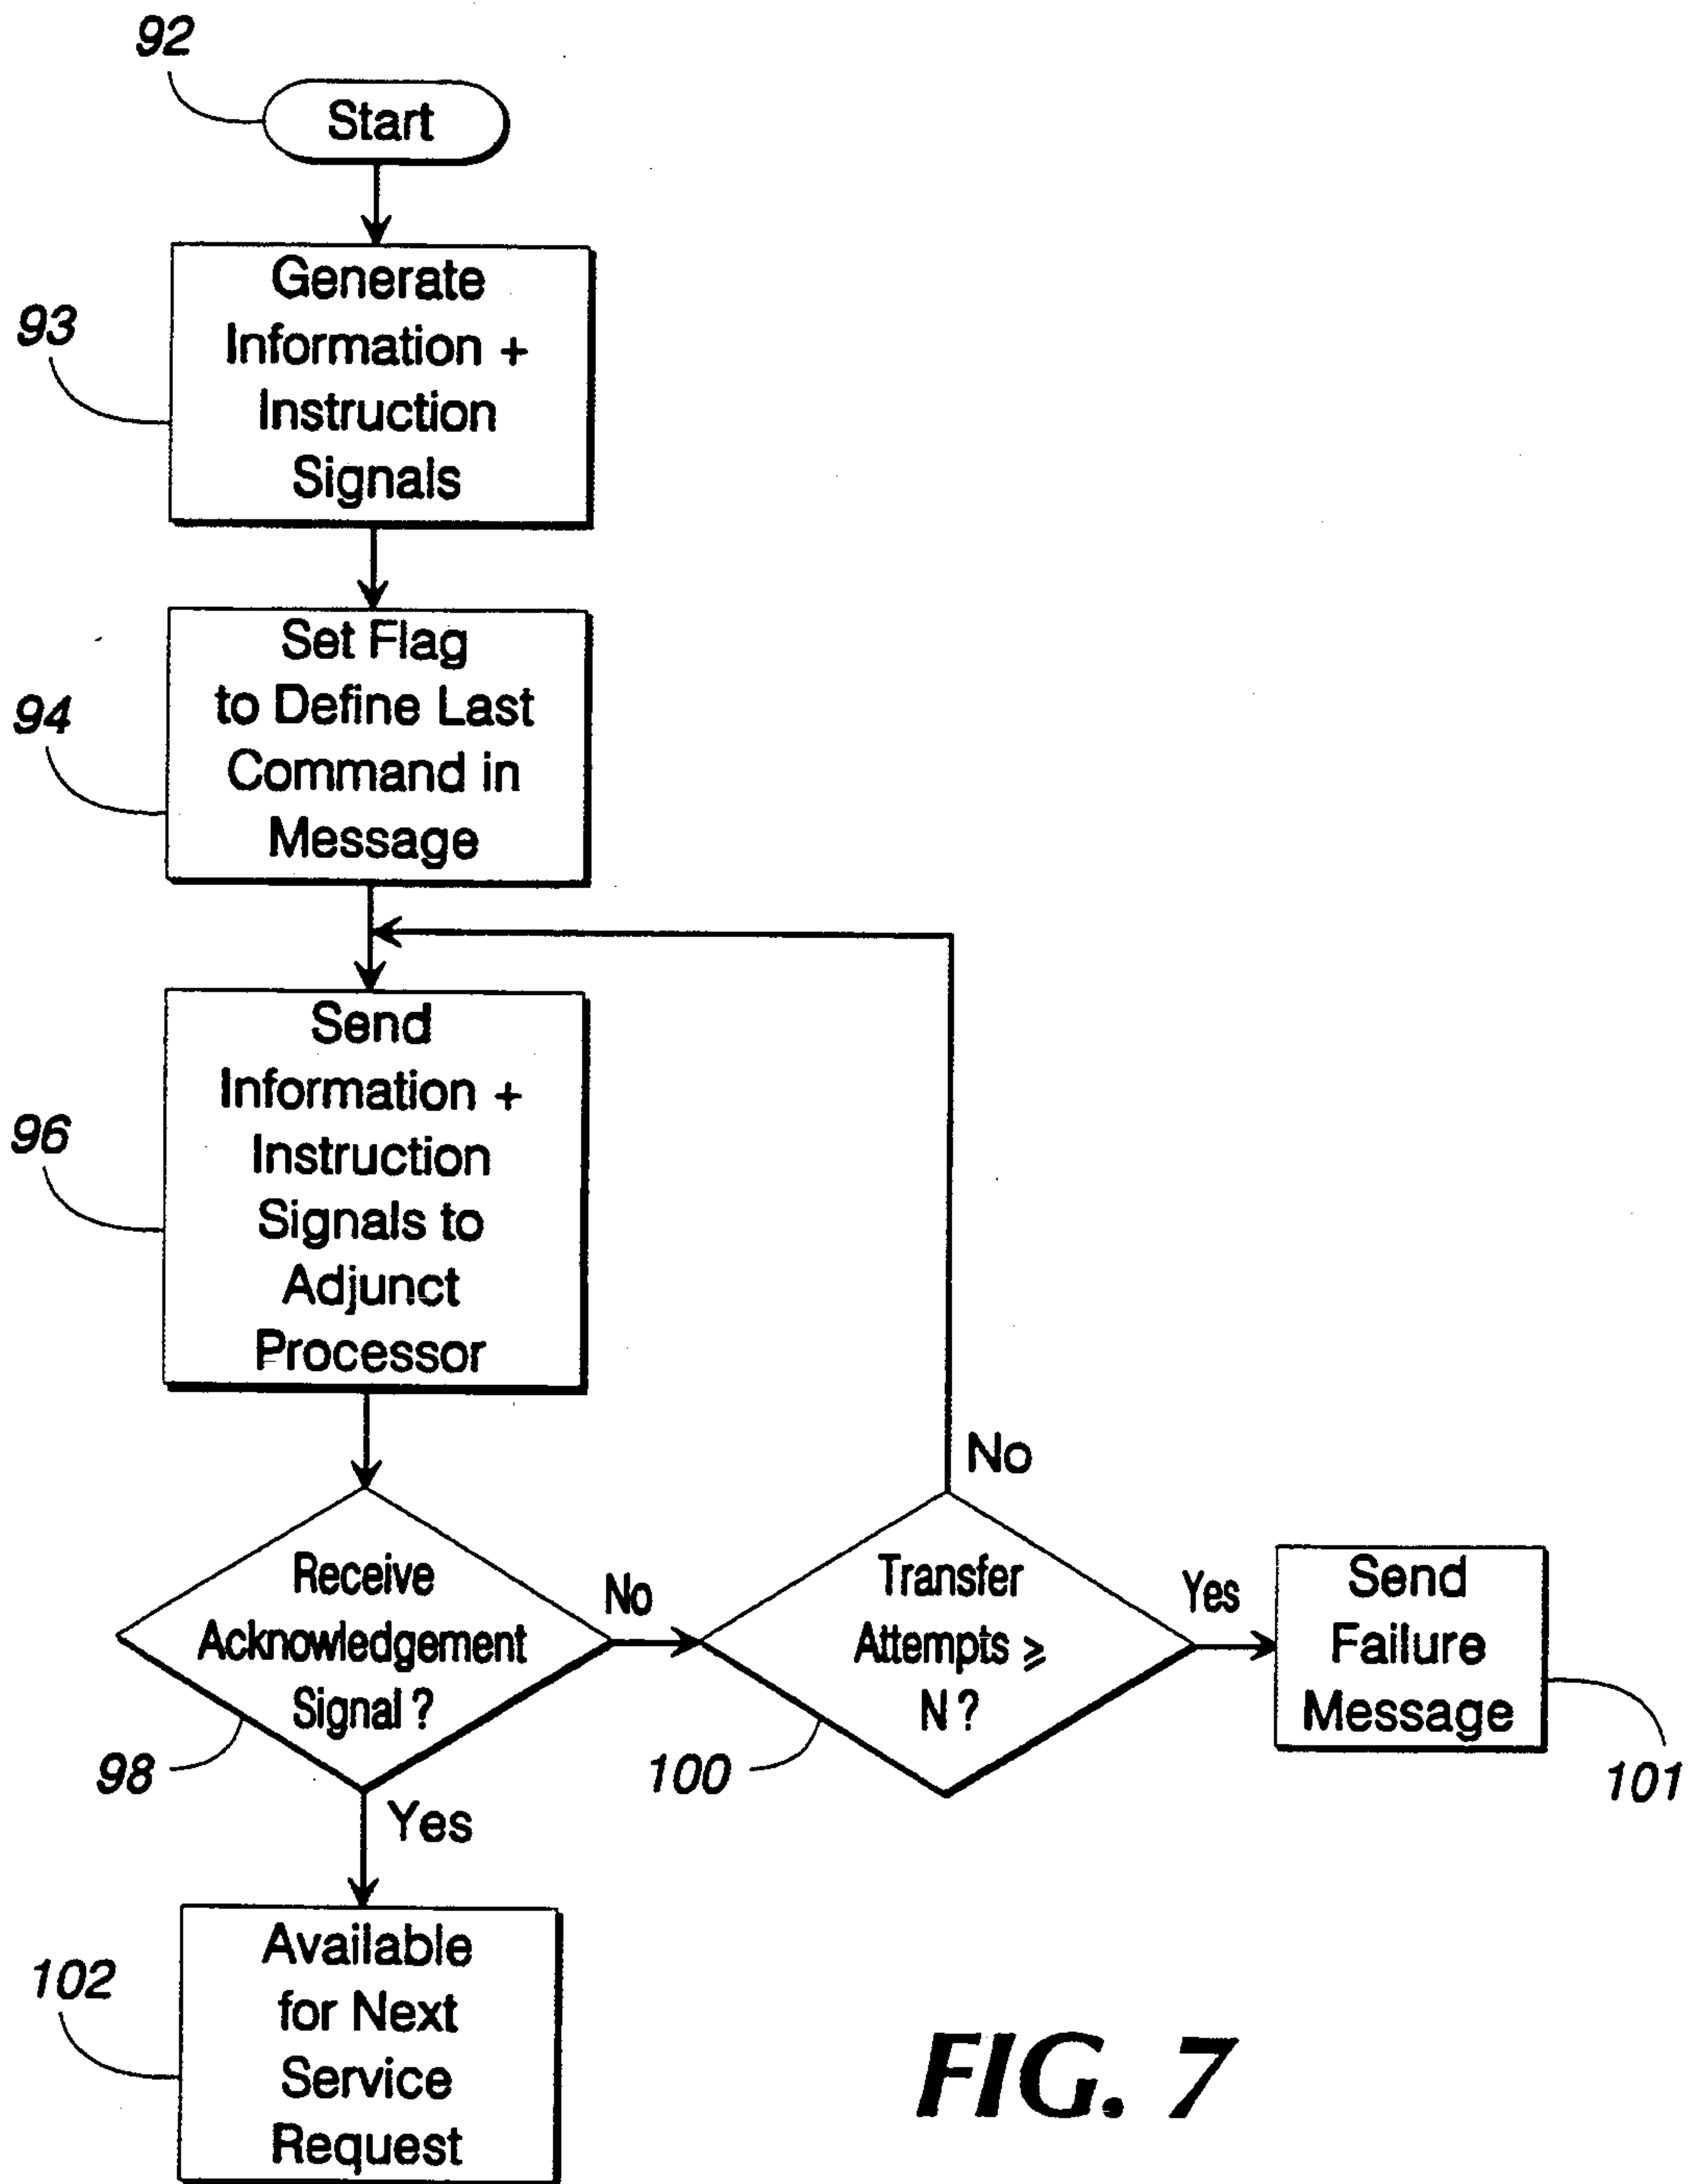 92
Start
93
Generate
Information +
Instruction
Signals
94
Set Flag
to Define Last
Command in
Message
96
Send
Information +
Instruction
Signals to
Adjunct
Processor
No
Receive
Acknowledgement
Signal ?
98
No
Transfer
Attempts ⩾
N ?
100
Yes
Send
Failure
Message
101
Yes
102
Available
for Next
Service
Request
FIG. 7